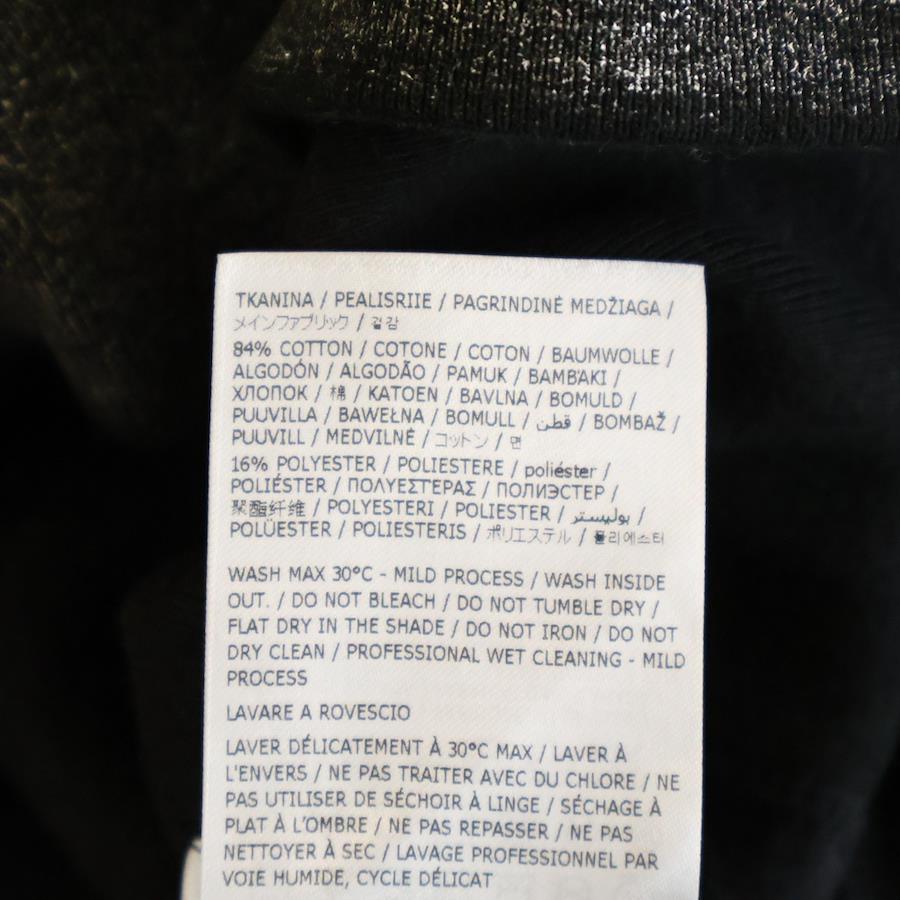 TKANINA / PEALISRIIE / PAGRINDINĖ MEDŽIAGA /
メインファブリック / 겉감
84% COTTON / COTONE / COTON / BAUMWOLLE /
ALGODÓN / ALGODÃO / PAMUK / ΒΑΜΒΆΚΙ /
ХЛОПОК / 棉 / KATOEN / BAVLNA / BOMULD /
PUUVILLA / BAWEŁNA / BOMULL / قطن / BOMBAŽ /
PUUVILL / MEDVILNĖ / コットン / 면
16% POLYESTER / POLIESTERE / poliéster /
POLIÉSTER / ΠΟΛΥΕΣΤΕΡΑΣ / ПОЛИЭСТЕР /
聚酯纤维 / POLYESTERI / POLIESTER / بوليستر /
POLÜESTER / POLIESTERIS / ポリエステル / 폴리에스터
WASH MAX 30°C - MILD PROCESS / WASH INSIDE
OUT. / DO NOT BLEACH / DO NOT TUMBLE DRY /
FLAT DRY IN THE SHADE / DO NOT IRON / DO NOT
DRY CLEAN / PROFESSIONAL WET CLEANING - MILD
PROCESS
LAVARE A ROVESCIO
LAVER DÉLICATEMENT À 30°C MAX / LAVER À
L'ENVERS / NE PAS TRAITER AVEC DU CHLORE / NE
PAS UTILISER DE SÉCHOIR À LINGE / SÉCHAGE À
PLAT À L'OMBRE / NE PAS REPASSER / NE PAS
NETTOYER À SEC / LAVAGE PROFESSIONNEL PAR
VOIE HUMIDE, CYCLE DÉLICAT